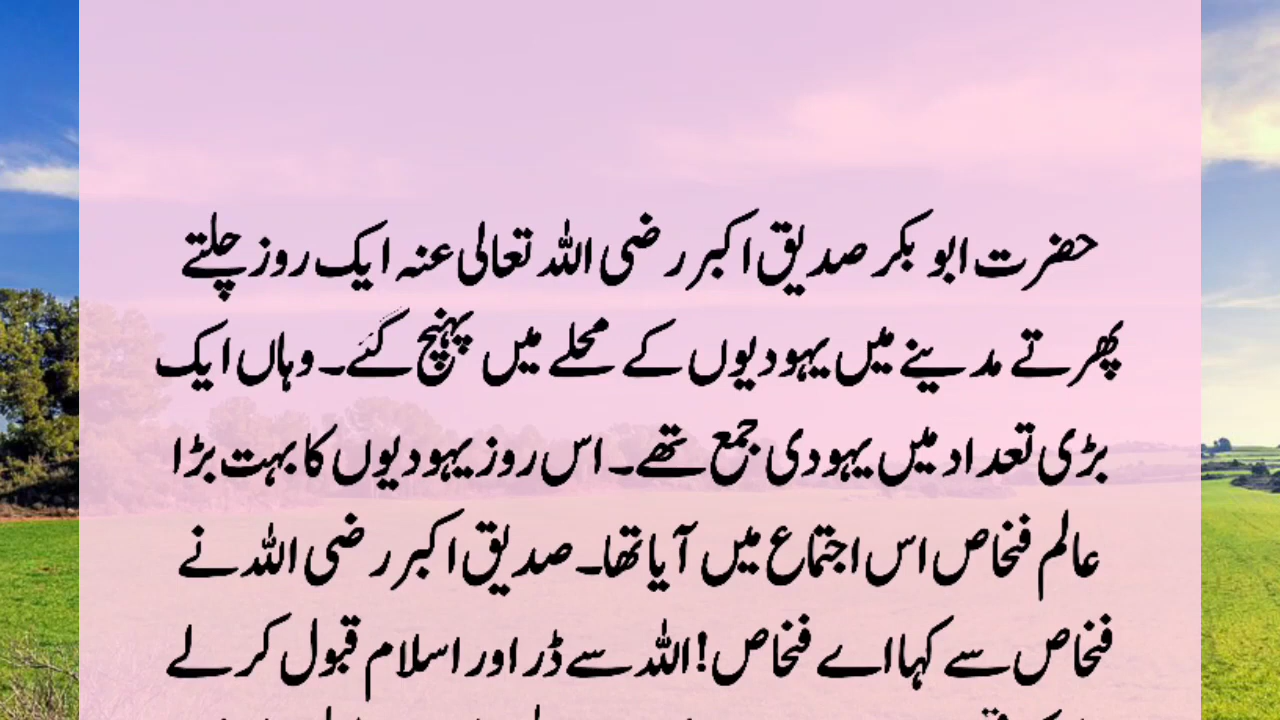 حضرت ابو بکر صدیق اکبر رضی اللہ تعالی عنہ ایک روز چلتے
پھرتے مدینے میں یہودیوں کے محلے میں پہنچ گئے۔ وہاں ایک
بڑی تعداد میں یہودی جمع تھے۔ اس روز یہودیوں کا بہت بڑا
عالم فنحاص اس اجتماع میں آیا تھا۔ صدیق اکبر رضی اللہ نے
فنحاص سے کہا اے فنحاص! اللہ سے ڈر اور اسلام قبول کر لے